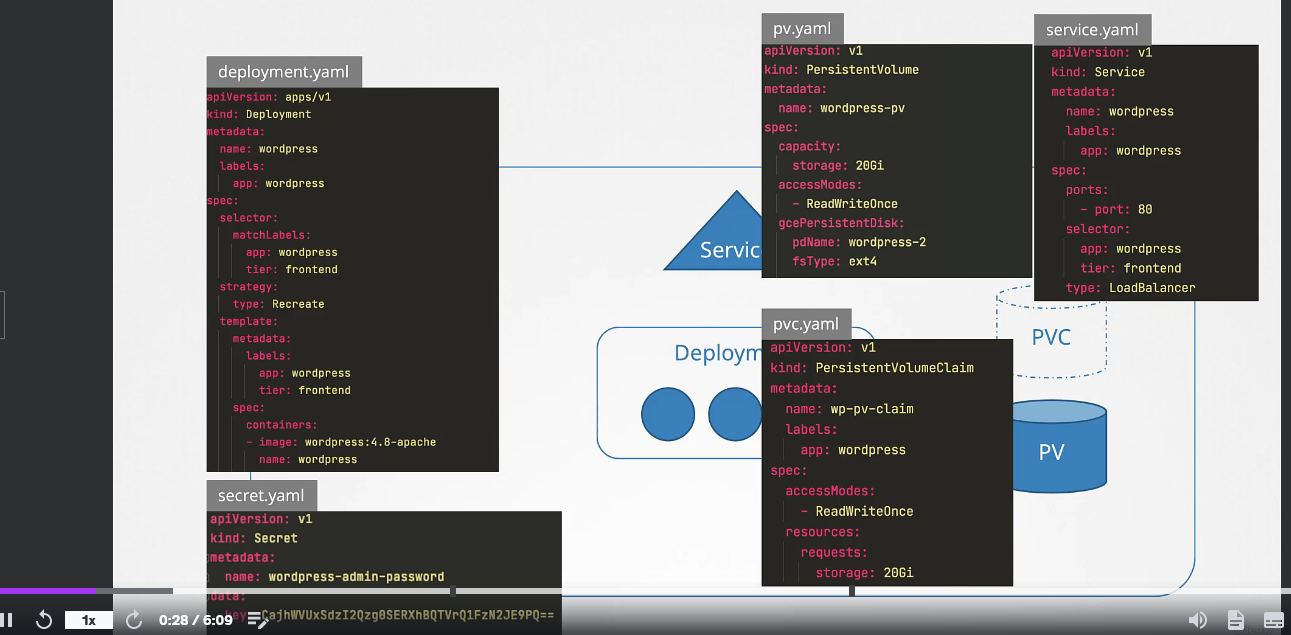 deployment.yaml
apiVersion: apps/v1
kind: Deployment
metadata:
name: wordpress
labels:
app: wordpress
spec:
selector:
matchLabels:
app: wordpress
tier: frontend
strategy:
type: Recreate
template:
metadata:
labels:
app: wordpress
tier: frontend
spec:
containers:
- image: wordpress:4.8-apache
name: wordpress
secret.yaml
apiVersion: v1
kind: Secret
metadata:
name: wordpress-admin-password
data:
key:
pv.yaml
apiVersion: v1
kind: PersistentVolume
metadata:
name: wordpress-pv
spec:
capacity:
storage: 20Gi
accessModes:
- ReadWriteOnce
gcePersistentDisk:
pdName: wordpress-2
fsType: ext4
service.yaml
apiVersion: v1
kind: Service
metadata:
name: wordpress
labels:
app: wordpress
spec:
ports:
- port: 80
selector:
app: wordpress
tier: frontend
type: LoadBalancer
Servic
Deploym
pvc.yaml
apiVersion: v1
kind: PersistentVolumeClaim
metadata:
name: wp-pv-claim
labels:
app: wordpress
spec:
accessModes:
- ReadWriteOnce
resources:
requests:
storage: 20Gi
PVC
PV
1x
0:28 / 6:09